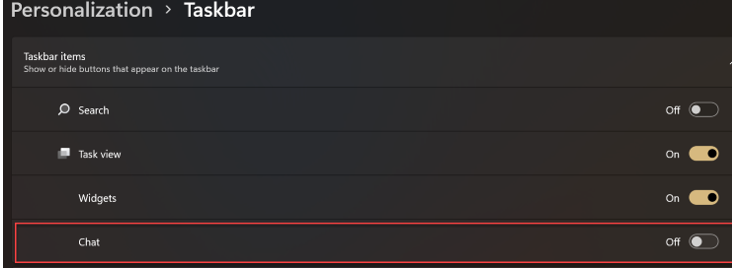 Personalization > Taskbar
Taskbar items
Show or hide buttons that appear on the taskbar
Search Off
Task view On
Widgets On
Chat Off